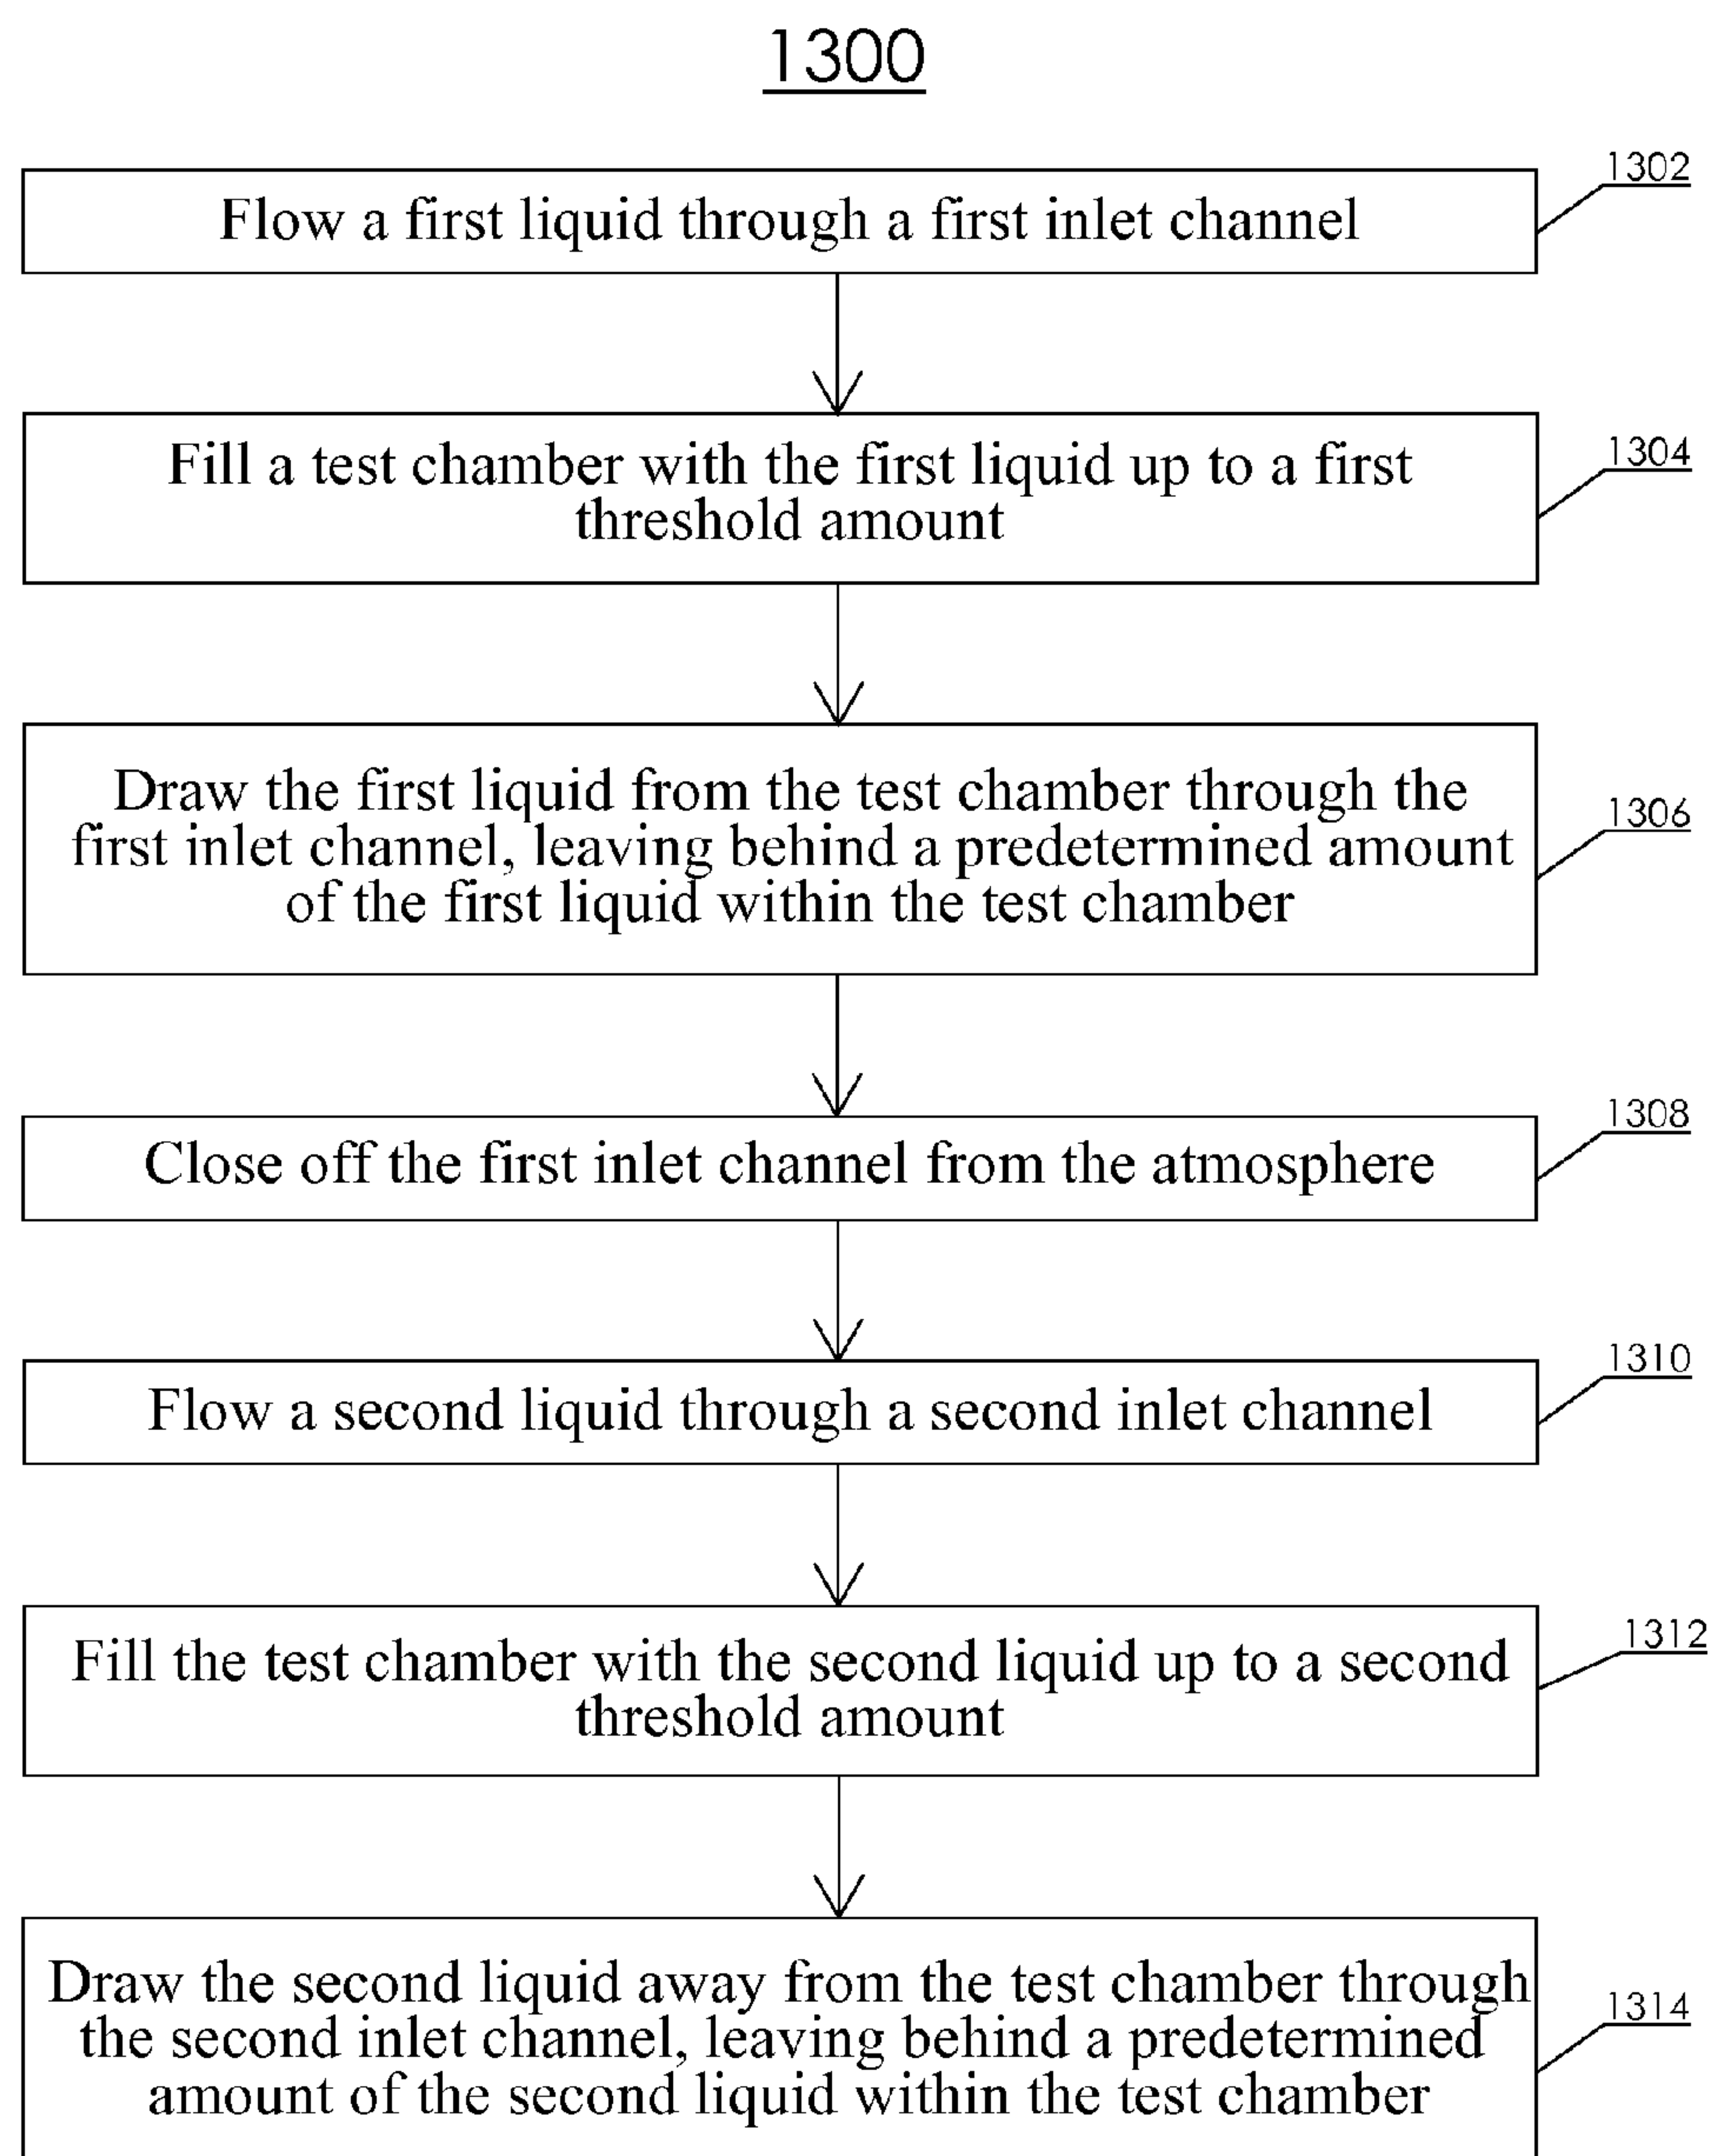 1300
1302
Flow a first liquid through a first inlet channel
1304
Fill a test chamber with the first liquid up to a first
threshold amount
1306
Draw the first liquid from the test chamber through the
first inlet channel, leaving behind a predetermined amount
of the first liquid within the test chamber
1308
Close off the first inlet channel from the atmosphere
1310
Flow a second liquid through a second inlet channel
1312
Fill the test chamber with the second liquid up to a second
threshold amount
1314
Draw the second liquid away from the test chamber through
the second inlet channel, leaving behind a predetermined
amount of the second liquid within the test chamber